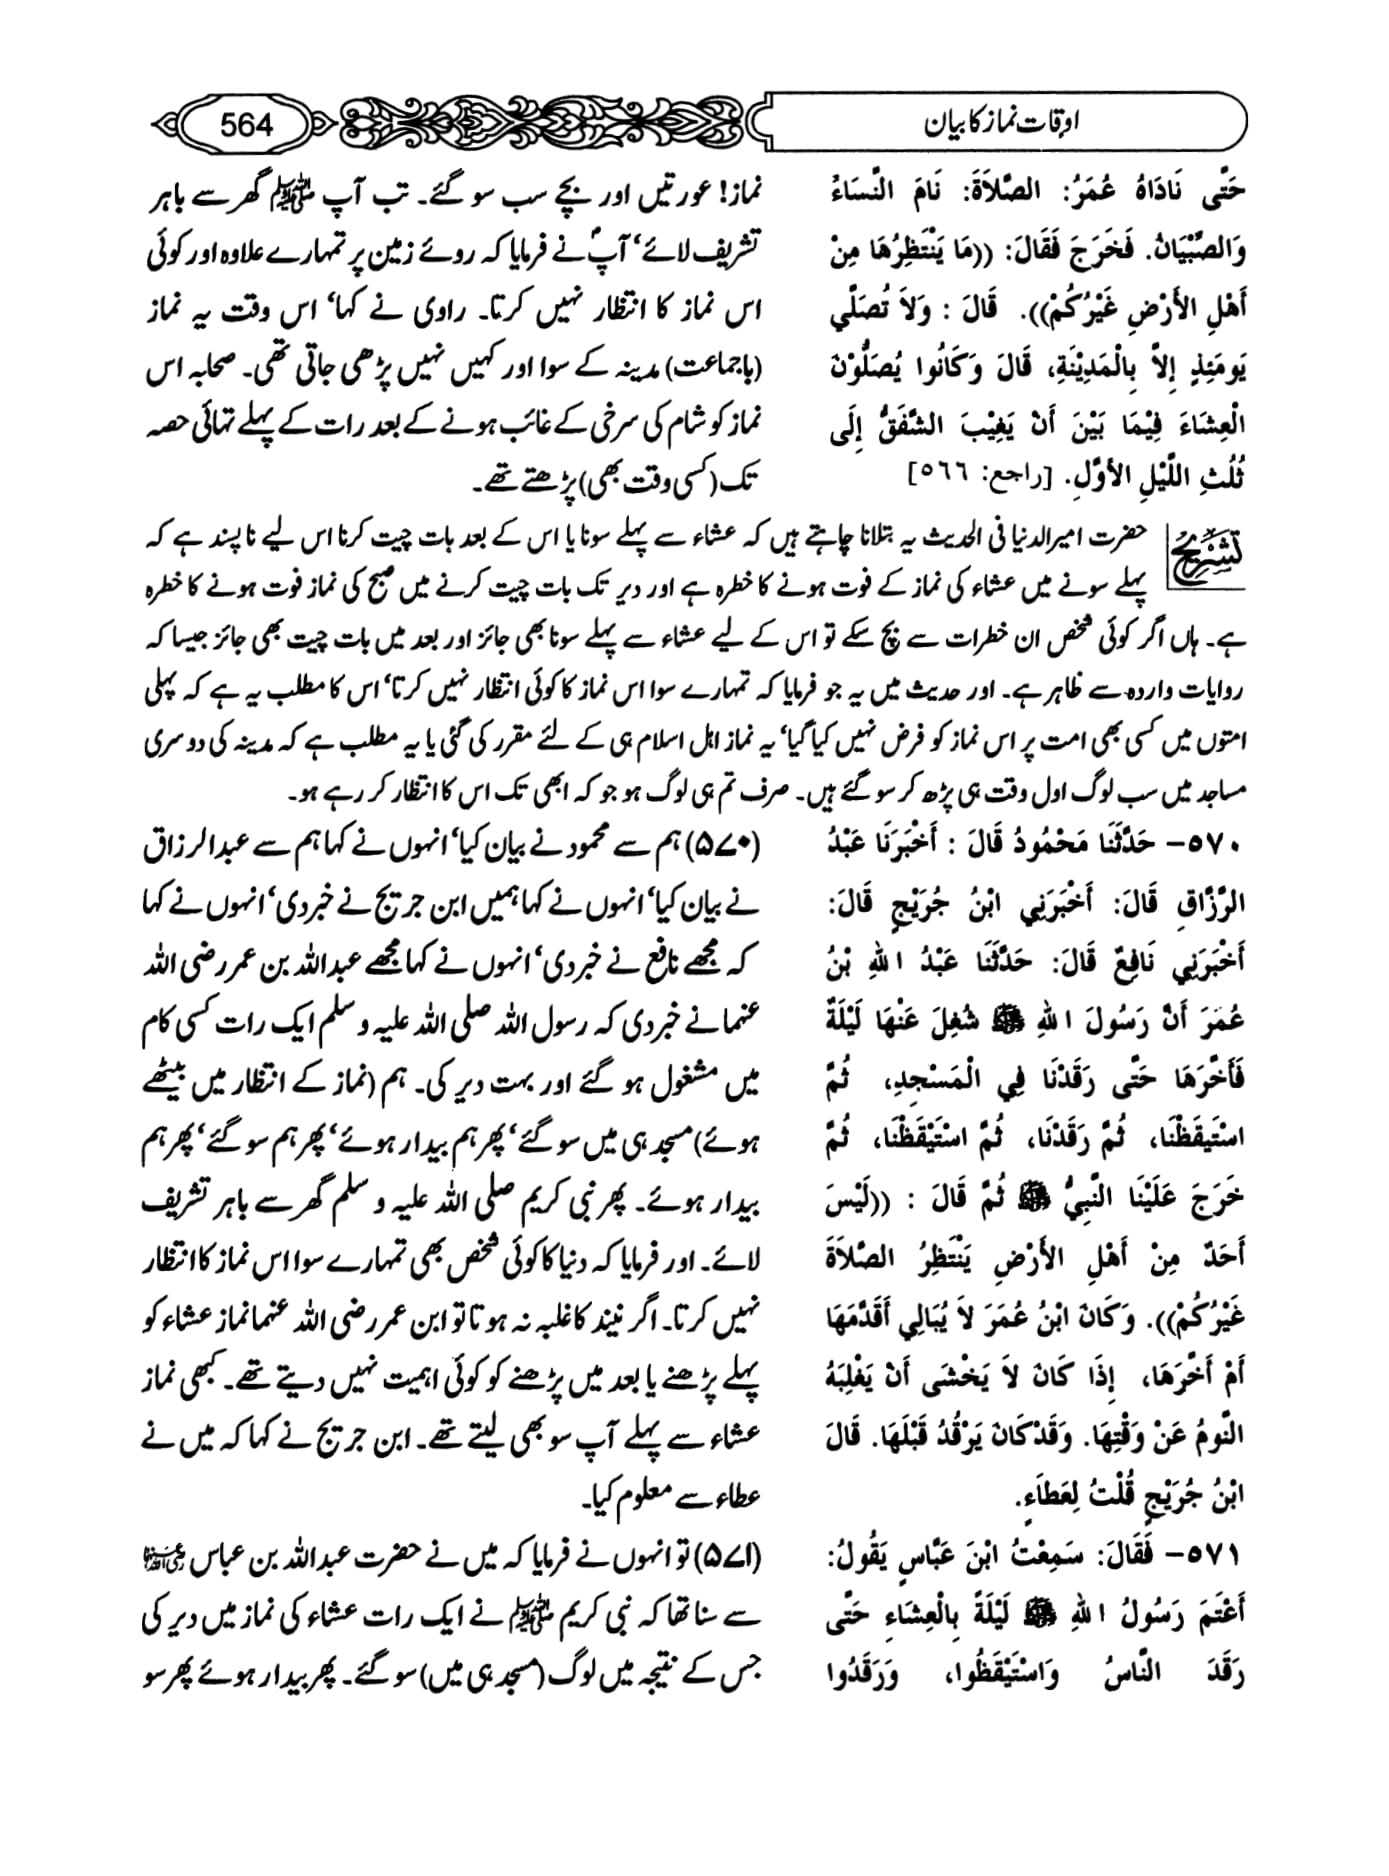 اوقات نماز کا بیان
564
حَتَّى نَادَاهُ عُمَرُ: الصَّلاَةَ: نَامَ النِّسَاءُ
وَالصِّبْيَانُ. فَخَرَجَ فَقَالَ: ((مَا يَنْتَظِرُهَا مِنْ
أَهْلِ الأَرْضِ غَيْرُكُمْ)). قَالَ : وَلاَ تُصَلَّي
يَومَئِذٍ إِلاَّ بِالْمَدِيْنَةِ، قَالَ وَكَانُوا يُصَلُّوْنَ
الْعِشَاءَ فِيْمَا بَيْنَ أَنْ يَغِيْبَ الشَّفَقُ إِلَى
ثُلُثِ اللَّيْلِ الأَوَّلِ. [راجع: ٥٦٦]
نماز! عورتیں اور بچے سب سو گئے۔ تب آپ ﷺ گھر سے باہر
تشریف لائے‘ آپؐ نے فرمایا کہ روئے زمین پر تمہارے علاوہ اور کوئی
اس نماز کا انتظار نہیں کرتا۔ راوی نے کہا‘ اس وقت یہ نماز
(باجماعت) مدینہ کے سوا اور کہیں نہیں پڑھی جاتی تھی۔ صحابہ اس
نماز کو شام کی سرخی کے غائب ہونے کے بعد رات کے پہلے تہائی حصہ
تک (کسی وقت بھی) پڑھتے تھے۔
تشریح حضرت امیر الدنیا فی الحدیث یہ بتلانا چاہتے ہیں کہ عشاء سے پہلے سونا یا اس کے بعد بات چیت کرنا اس لیے ناپسند ہے کہ
پہلے سونے میں عشاء کی نماز کے فوت ہونے کا خطرہ ہے اور دیر تک بات چیت کرنے میں صبح کی نماز فوت ہونے کا خطرہ
ہے۔ ہاں اگر کوئی شخص ان خطرات سے بچ سکے تو اس کے لیے عشاء سے پہلے سونا بھی جائز اور بعد میں بات چیت بھی جائز جیسا کہ
روایات واردہ سے ظاہر ہے۔ اور حدیث میں یہ جو فرمایا کہ تمہارے سوا اس نماز کا کوئی انتظار نہیں کرتا‘ اس کا مطلب یہ ہے کہ پہلی
امتوں میں کسی بھی امت پر اس نماز کو فرض نہیں کیا گیا‘ یہ نماز اہل اسلام ہی کے لئے مقرر کی گئی یا یہ مطلب ہے کہ مدینہ کی دوسری
مساجد میں سب لوگ اول وقت ہی پڑھ کر سو گئے ہیں۔ صرف تم ہی لوگ ہو جو کہ ابھی تک اس کا انتظار کر رہے ہو۔
٥٧٠- حَدَّثَنَا مَحْمُودٌ قَالَ : أَخْبَرَنَا عَبْدُ
الرَّزَّاقِ قَالَ: أَخْبَرَنِي ابْنُ جُرَيْجٍ قَالَ:
أَخْبَرَنِي نَافِعٌ قَالَ: حَدَّثَنَا عَبْدُ اللهِ بْنُ
عُمَرَ أَنَّ رَسُولَ اللهِ ﷺ شُغِلَ عَنْهَا لَيْلَةً
فَأَخَّرَهَا حَتَّى رَقَدْنَا فِي الْمَسْجِدِ، ثُمَّ
اسْتَيقَظْنَا، ثُمَّ رَقَدْنَا، ثُمَّ اسْتَيْقَظْنَا، ثُمَّ
خَرَجَ عَلَيْنَا النَّبِيُّ ﷺ ثُمَّ قَالَ : ((لَيْسَ
أَحَدٌ مِنْ أَهْلِ الأَرْضِ يَنْتَظِرُ الصَّلاَةَ
غَيْرُكُمْ)). وَكَانَ ابْنُ عُمَرَ لاَ يُبَالِي أَقَدَّمَهَا
أَمْ أَخَّرَهَا، إِذَا كَانَ لاَ يَخْشَى أَنْ يَغْلِبَهُ
النَّومُ عَنْ وَقْتِهَا. وَقَدْ كَانَ يَرْقُدُ قَبْلَهَا. قَالَ
ابْنُ جُرَيْجٍ قُلْتُ لِعَطَاءٍ.
(۵۷۰) ہم سے محمود نے بیان کیا‘ انہوں نے کہا ہم سے عبدالرزاق
نے بیان کیا‘ انہوں نے کہا ہمیں ابن جریج نے خبر دی‘ انہوں نے کہا
کہ مجھے نافع نے خبر دی‘ انہوں نے کہا مجھے عبداللہ بن عمر رضی اللہ
عنہما نے خبر دی کہ رسول اللہ صلی اللہ علیہ و سلم ایک رات کسی کام
میں مشغول ہو گئے اور بہت دیر کی۔ ہم (نماز کے انتظار میں بیٹھے
ہوئے) مسجد ہی میں سو گئے‘ پھر ہم بیدار ہوئے‘ پھر ہم سو گئے‘ پھر ہم
بیدار ہوئے۔ پھر نبی کریم صلی اللہ علیہ و سلم گھر سے باہر تشریف
لائے۔ اور فرمایا کہ دنیا کا کوئی شخص بھی تمہارے سوا اس نماز کا انتظار
نہیں کرتا۔ اگر نیند کا غلبہ نہ ہوتا تو ابن عمر رضی اللہ عنہما نماز عشاء کو
پہلے پڑھنے یا بعد میں پڑھنے کو کوئی اہمیت نہیں دیتے تھے۔ کبھی نماز
عشاء سے پہلے آپ سو بھی لیتے تھے۔ ابن جریج نے کہا کہ میں نے
عطاء سے معلوم کیا۔
٥٧١- فَقَالَ: سَمِعْتُ ابْنَ عَبَّاسٍ يَقُولُ:
أَعْتَمَ رَسُولُ اللهِ ﷺ لَيْلَةً بِالْعِشَاءِ حَتَّى
رَقَدَ النَّاسُ وَاسْتَيْقَظُوا، وَرَقَدُوا
(۵۷۱) تو انہوں نے فرمایا کہ میں نے حضرت عبداللہ بن عباس رضی اللہ عنہما
سے سنا تھا کہ نبی کریم ﷺ نے ایک رات عشاء کی نماز میں دیر کی
جس کے نتیجہ میں لوگ (مسجد ہی میں) سو گئے۔ پھر بیدار ہوئے پھر سو